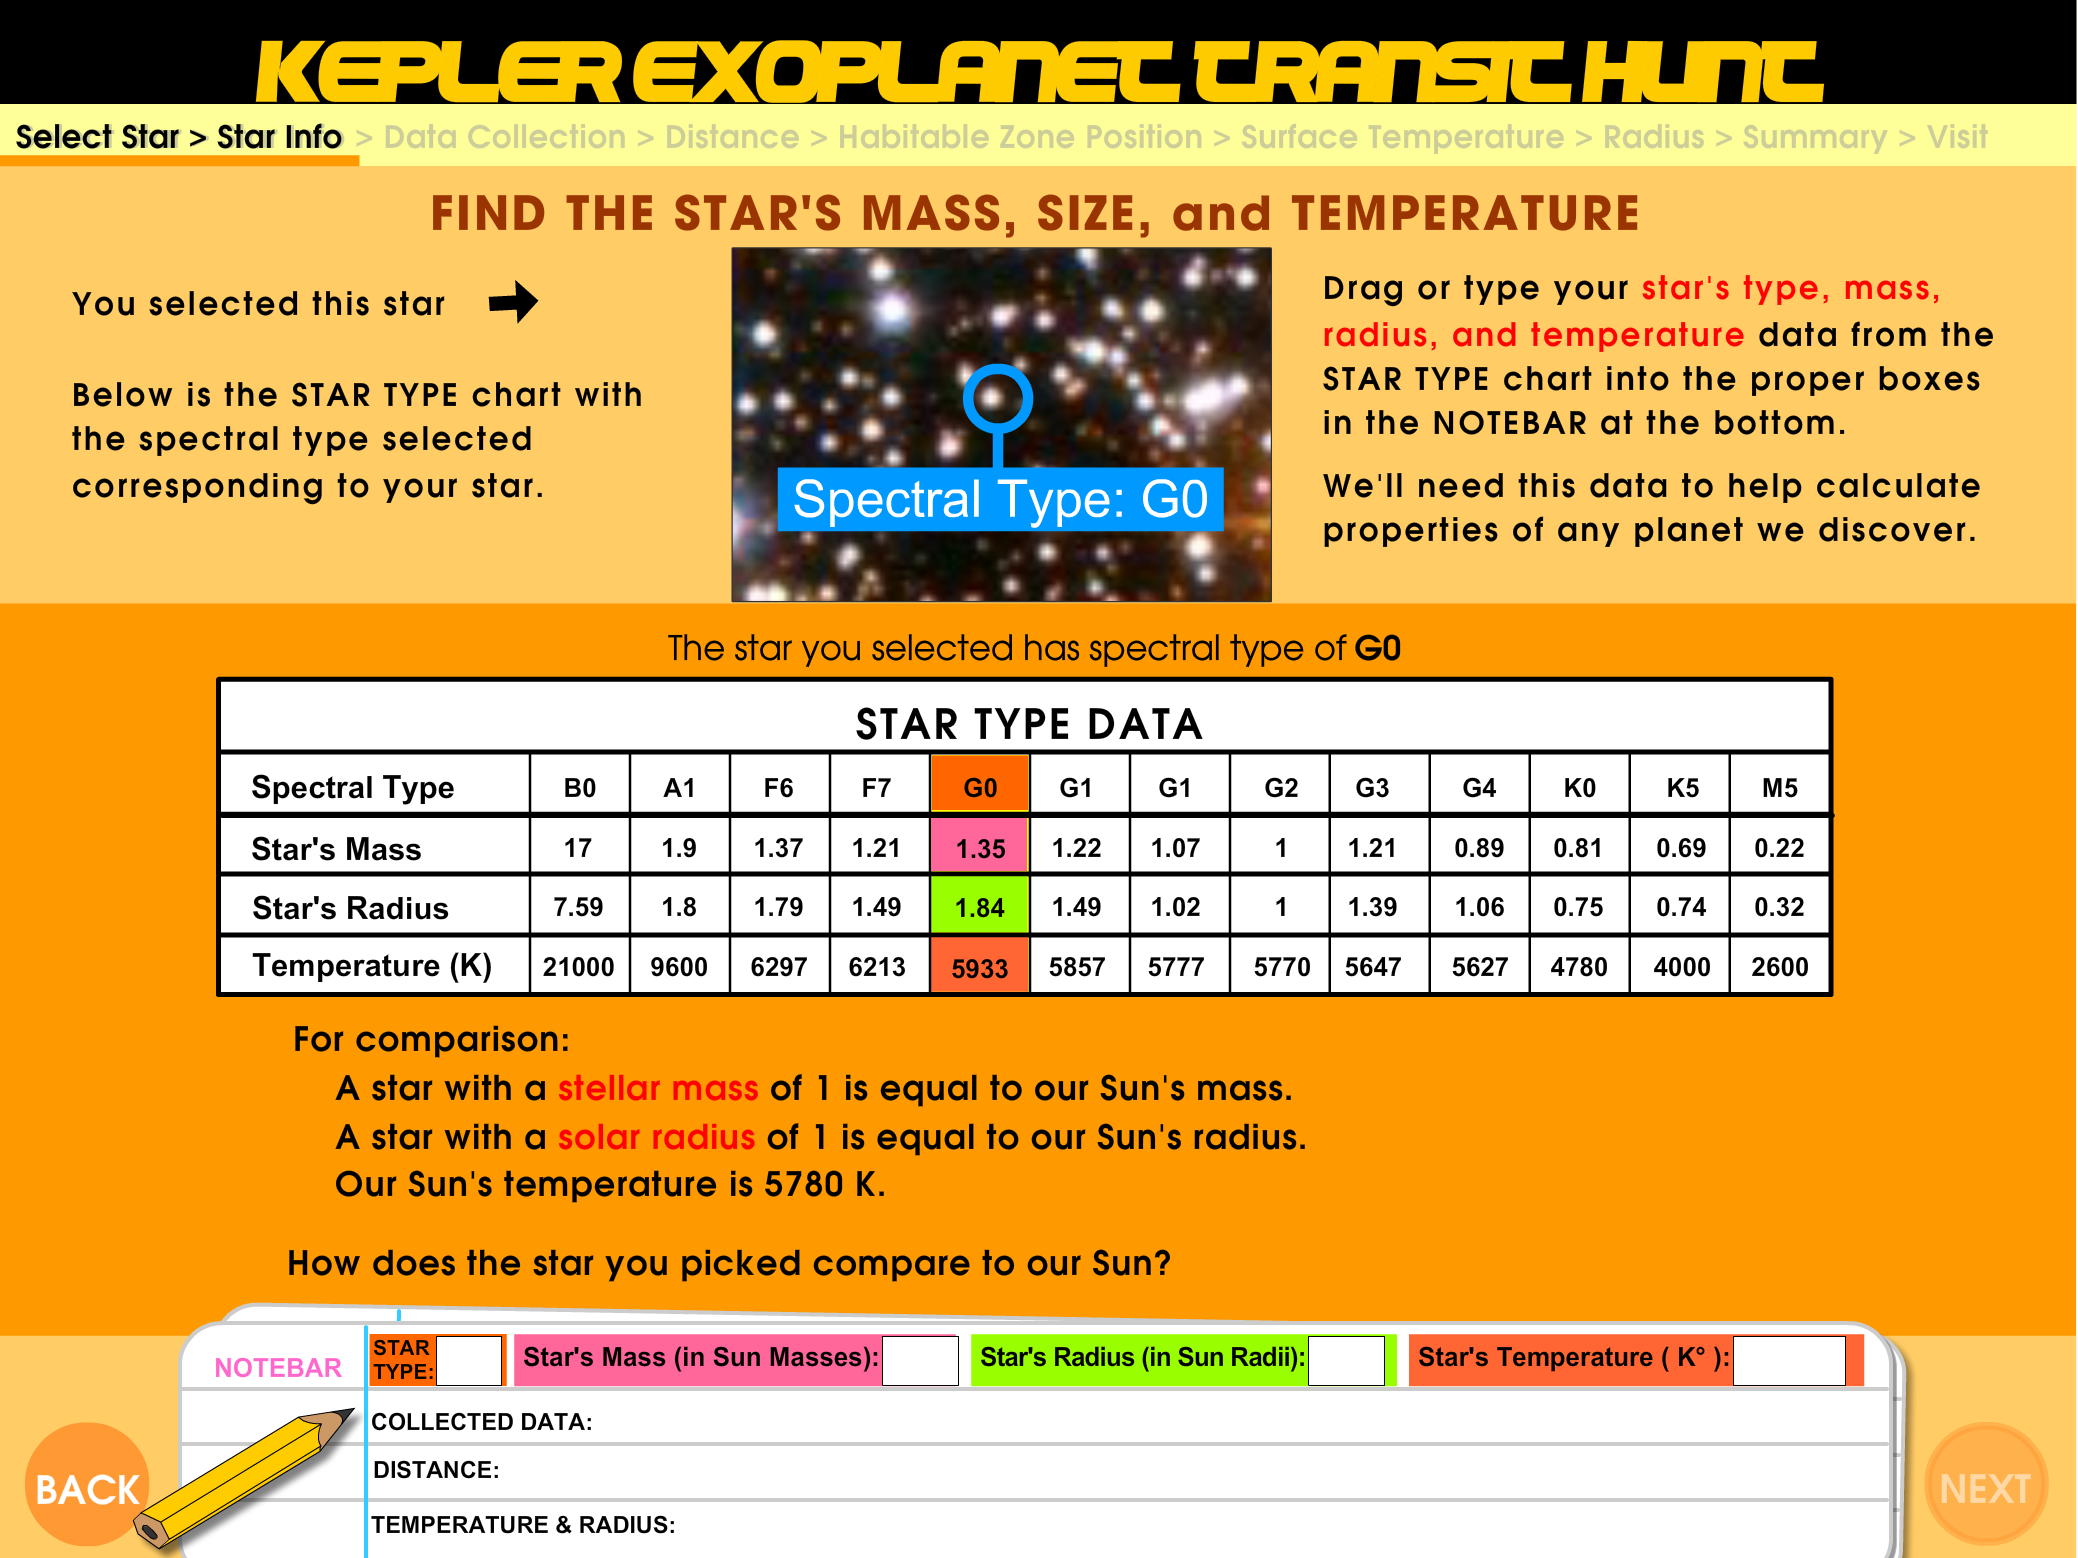 KEPLER EXOPLANET TRANSIT HUNT
Select Star > Star Info > Data Collection > Distance > Habitable Zone Position > Surface Temperature > Radius > Summary > Visit
FIND THE STAR'S MASS, SIZE, and TEMPERATURE
You selected this star
Below is the STAR TYPE chart with
the spectral type selected
corresponding to your star.
Spectral Type: G0
Drag or type your star's type, mass,
radius, and temperature data from the
STAR TYPE chart into the proper boxes
in the NOTEBAR at the bottom.
We'll need this data to help calculate
properties of any planet we discover.
The star you selected has spectral type of G0
STAR TYPE DATA
Spectral Type B0 A1 F6 F7 G0 G1 G1 G2 G3 G4 K0 K5 M5
Star's Mass 17 1.9 1.37 1.21 1.35 1.22 1.07 1 1.21 0.89 0.81 0.69 0.22
Star's Radius 7.59 1.8 1.79 1.49 1.84 1.49 1.02 1 1.39 1.06 0.75 0.74 0.32
Temperature (K) 21000 9600 6297 6213 5933 5857 5777 5770 5647 5627 4780 4000 2600
For comparison:
A star with a stellar mass of 1 is equal to our Sun's mass.
A star with a solar radius of 1 is equal to our Sun's radius.
Our Sun's temperature is 5780 K.
How does the star you picked compare to our Sun?
NOTEBAR
STAR
TYPE:
Star's Mass (in Sun Masses):
Star's Radius (in Sun Radii):
Star's Temperature ( K° ):
COLLECTED DATA:
DISTANCE:
TEMPERATURE & RADIUS:
BACK
NEXT